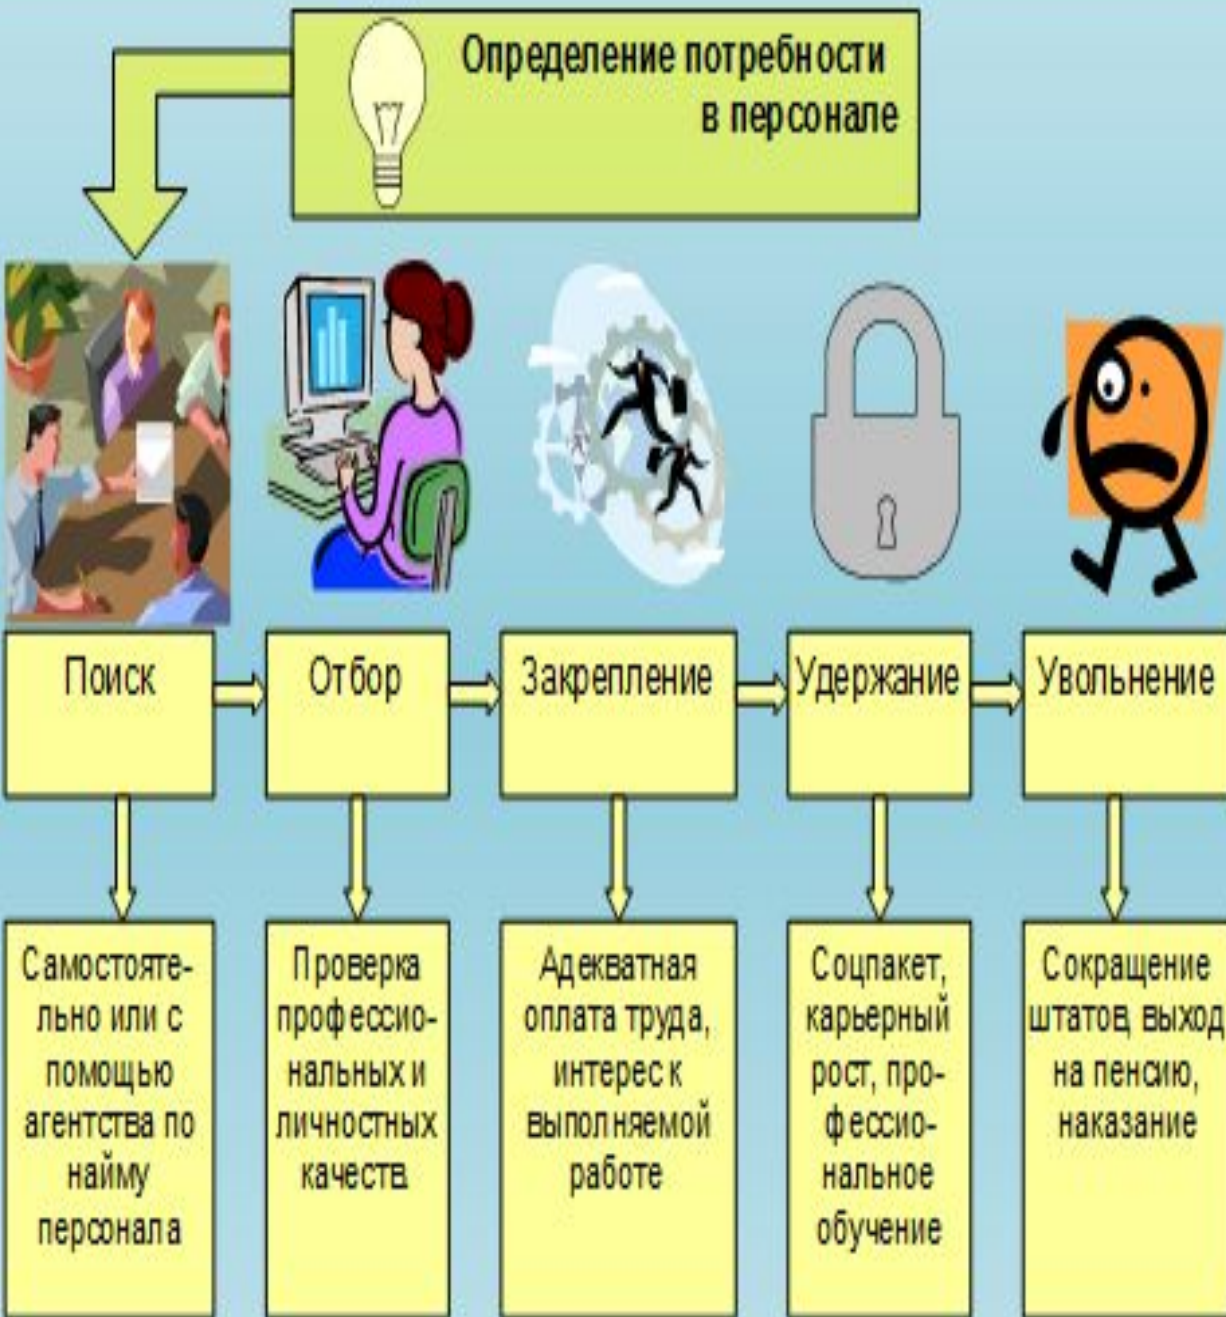 Определение потребности
в персонале
Поиск
Отбор
Закрепление
Удержание
Увольнение
Самостояте-
льно или с
помощью
агентства по
найму
персонала
Проверка
профессио-
нальных и
личностных
качеств
Адекватная
оплата труда,
интерес к
выполняемой
работе
Соцпакет,
карьерный
рост, про-
фессио-
нальное
обучение
Сокращение
штатов, выход
на пенсию,
наказание